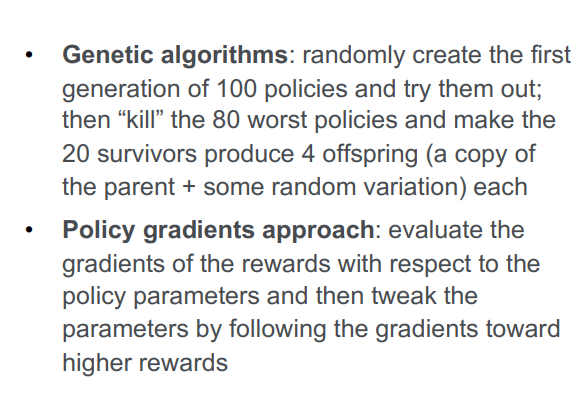 • Genetic algorithms: randomly create the first
generation of 100 policies and try them out;
then “kill” the 80 worst policies and make the
20 survivors produce 4 offspring (a copy of
the parent + some random variation) each
• Policy gradients approach: evaluate the
gradients of the rewards with respect to the
policy parameters and then tweak the
parameters by following the gradients toward
higher rewards